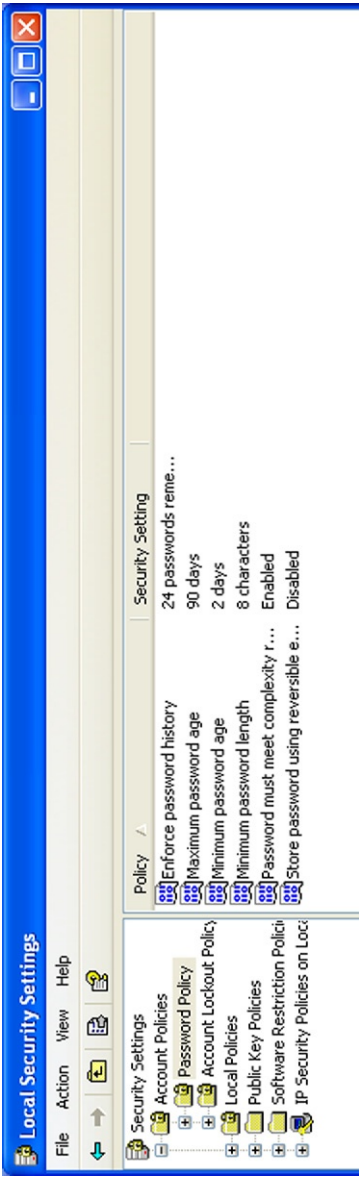 Local Security Settings
File Action View Help
Security Settings
Account Policies
Password Policy
Account Lockout Policy
Local Policies
Public Key Policies
Software Restriction Polici
IP Security Policies on Loca
Policy Security Setting
Enforce password history 24 passwords reme...
Maximum password age 90 days
Minimum password age 2 days
Minimum password length 8 characters
Password must meet complexity r... Enabled
Store password using reversible e... Disabled